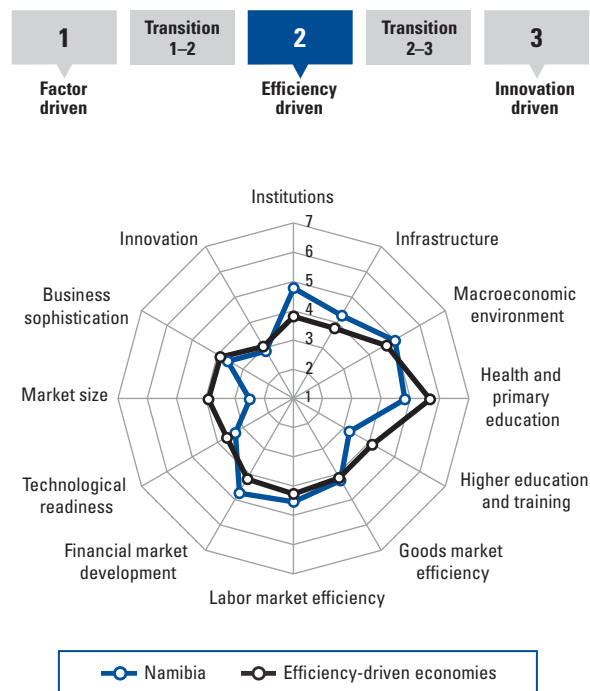 1
Transition
1–2
2
Transition
2–3
3
Factor
driven
Efficiency
driven
Innovation
driven
Institutions
7
6
5
4
3
2
1
Infrastructure
Macroeconomic
environment
Health and
primary
education
Higher education
and training
Goods market
efficiency
Labor market efficiency
Financial market
development
Technological
readiness
Market size
Business
sophistication
Innovation
Namibia
Efficiency-driven economies